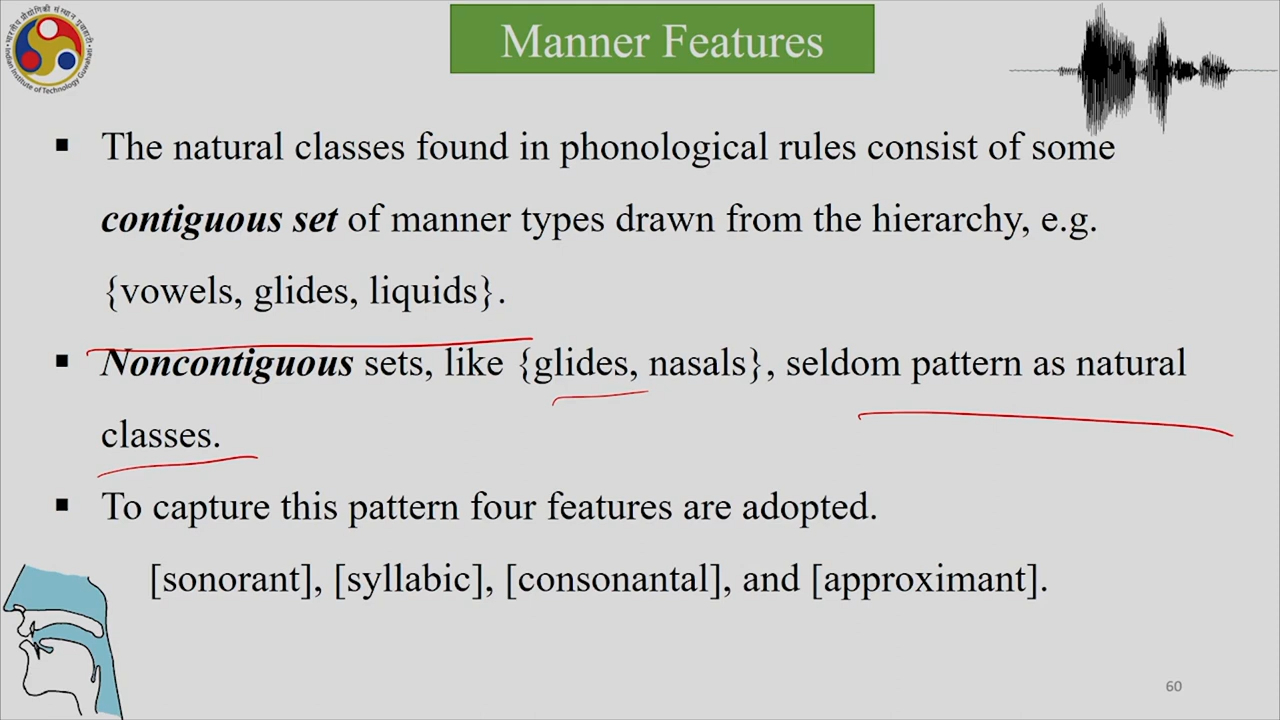 Manner Features
▪ The natural classes found in phonological rules consist of some
contiguous set of manner types drawn from the hierarchy, e.g.
{vowels, glides, liquids}.
▪ Noncontiguous sets, like {glides, nasals}, seldom pattern as natural
classes.
▪ To capture this pattern four features are adopted.
[sonorant], [syllabic], [consonantal], and [approximant].
60